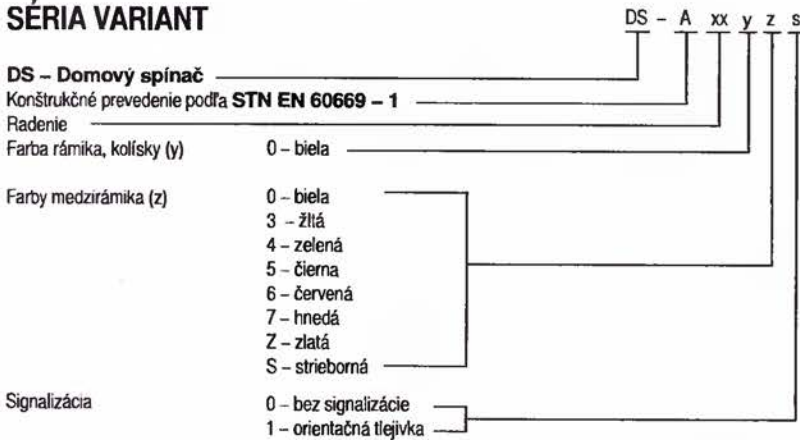 SÉRIA VARIANT
DS – A xx y z s
DS – Domový spínač
Konštrukčné prevedenie podľa STN EN 60669 – 1
Radenie
Farba rámika, kolísky (y) 0 – biela
Farby medzirámika (z) 0 – biela
3 – žltá
4 – zelená
5 – čierna
6 – červená
7 – hnedá
Z – zlatá
S – strieborná
Signalizácia 0 – bez signalizácie
1 – orientačná tlejivka